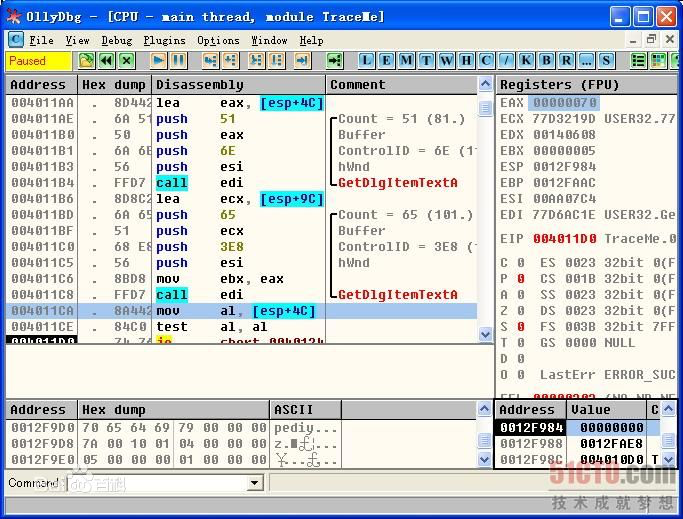 OllyDbg - [CPU - main thread, module TraceMe]
File View Debug Plugins Options Window Help
Paused
L E M T W H C / K B R ... S
Address Hex dump Disassembly Comment
004011AA . 8D442 lea eax, [esp+4C]
004011AE . 6A 51 push 51 Count = 51 (81.)
004011B0 . 50 push eax Buffer
004011B1 . 6A 6E push 6E ControlID = 6E (1
004011B3 . 56 push esi hWnd
004011B4 . FFD7 call edi GetDlgItemTextA
004011B6 . 8D8C2 lea ecx, [esp+9C]
004011BD . 6A 65 push 65 Count = 65 (101.)
004011BF . 51 push ecx Buffer
004011C0 . 68 E8 push 3E8 ControlID = 3E8 (
004011C5 . 56 push esi hWnd
004011C6 . 8BD8 mov ebx, eax
004011C8 . FFD7 call edi GetDlgItemTextA
004011CA . 8A442 mov al, [esp+4C]
004011CE . 84C0 test al, al
004011D0 . 74 76 je short 0040124
Registers (FPU)
EAX 00000070
ECX 77D3219D USER32.77
EDX 00140608
EBX 00000005
ESP 0012F984
EBP 0012FAAC
ESI 00AA07C4
EDI 77D6AC1E USER32.Ge
EIP 004011D0 TraceMe.0
C 0 ES 0023 32bit 0(F
P 0 CS 001B 32bit 0(F
A 0 SS 0023 32bit 0(F
Z 0 DS 0023 32bit 0(F
S 0 FS 003B 32bit 7FF
T 0 GS 0000 NULL
D 0
O 0 LastErr ERROR_SUC
Address Hex dump ASCII
0012F9D0 70 65 64 69 79 00 00 00 pediy...
0012F9D8 7A 00 10 01 04 00 00 00
0012F9E0 05 00 00 00 01 00 00 00
Address Value C
0012F984 00000000
0012F988 0012FAE8
0012F98C 004010D0 T
Command
Bai 百科
51CTO.com
技术成就梦想